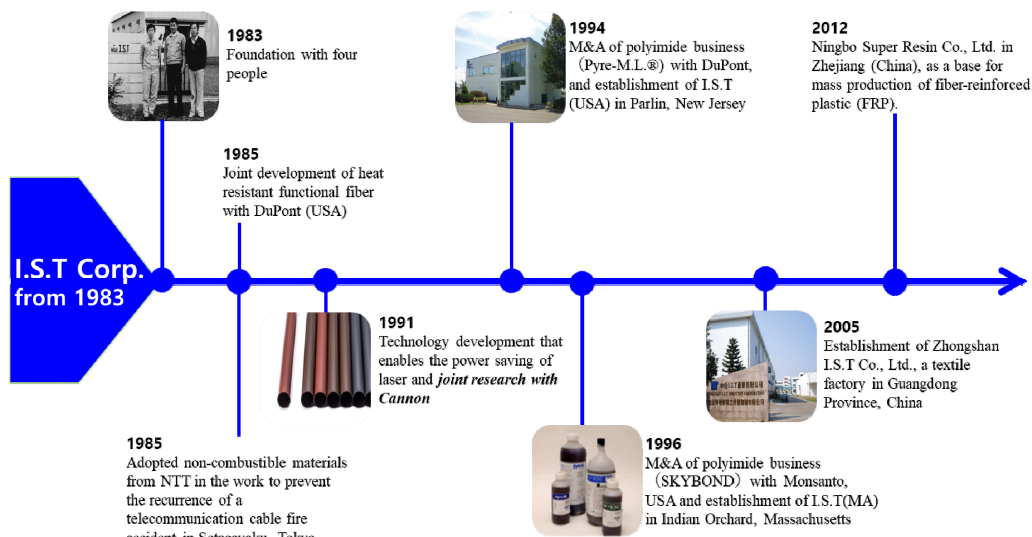 1983
Foundation with four
people
IST
1985
Joint development of heat
resistant functional fiber
with DuPont (USA)
1994
M&A of polyimide business
（Pyre-M.L.®) with DuPont,
and establishment of I.S.T
(USA) in Parlin, New Jersey
2012
Ningbo Super Resin Co., Ltd. in
Zhejiang (China), as a base for
mass production of fiber-reinforced
plastic (FRP).
I.S.T Corp.
from 1983
1991
Technology development that
enables the power saving of
laser and joint research with
Cannon
2005
Establishment of Zhongshan
I.S.T Co., Ltd., a textile
factory in Guangdong
Province, China
1985
Adopted non-combustible materials
from NTT in the work to prevent
the recurrence of a
telecommunication cable fire
accident in Setagayaku, Tokyo
1996
M&A of polyimide business
（SKYBOND）with Monsanto,
USA and establishment of I.S.T(MA)
in Indian Orchard, Massachusetts